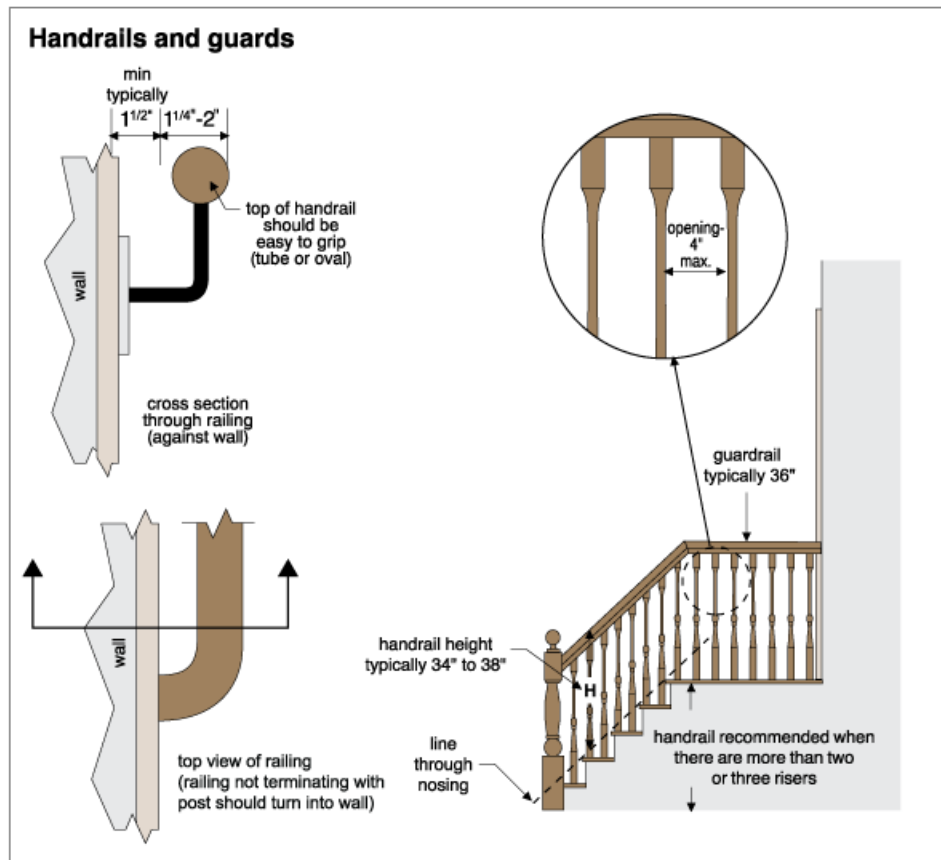 Handrails and guards
min
typically
1 1/2" 1 1/4"-2"
top of handrail
should be
easy to grip
(tube or oval)
wall
cross section
through railing
(against wall)
opening-
4"
max.
guardrail
typically 36"
wall
top view of railing
(railing not terminating with
post should turn into wall)
handrail height
typically 34" to 38"
H
line
through
nosing
handrail recommended when
there are more than two
or three risers